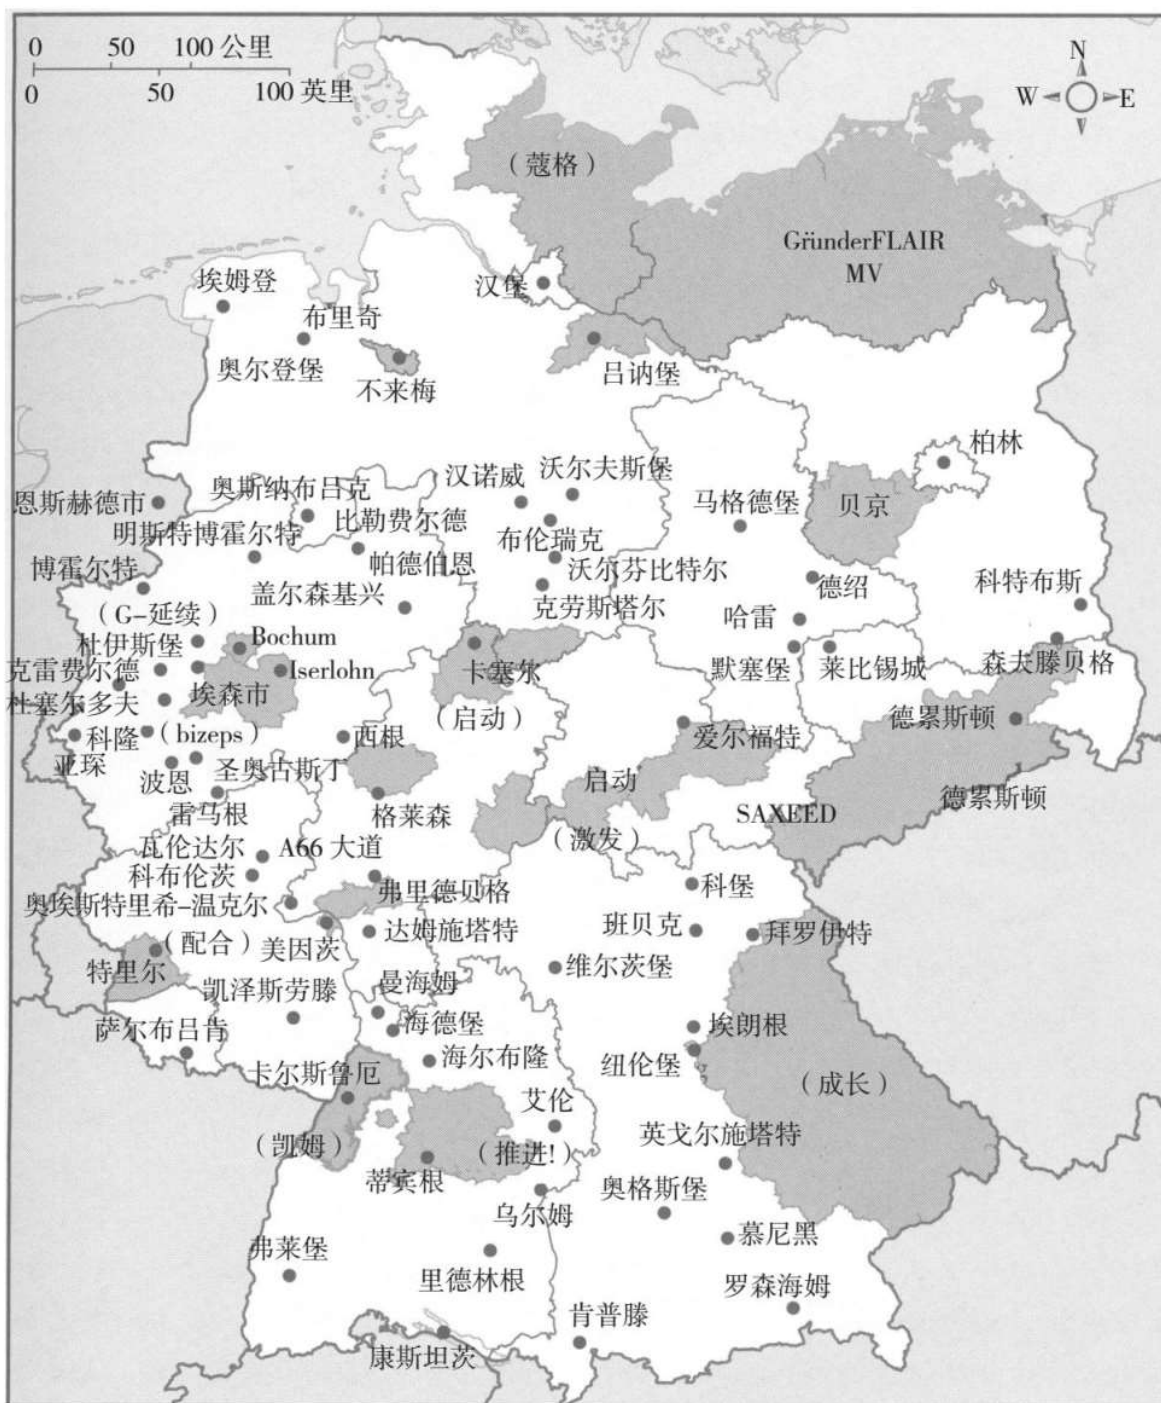 0 50 100 公里
0 50 100 英里
N
W E
（蔻格）
GründerFLAIR
MV
埃姆登
汉堡
布里奇
奥尔登堡
不来梅
吕讷堡
柏林
汉诺威
沃尔夫斯堡
奥斯纳布吕克
恩斯赫德市
马格德堡
贝京
明斯特博霍尔特
比勒费尔德
布伦瑞克
帕德伯恩
沃尔芬比特尔
博霍尔特
德绍
科特布斯
盖尔森基兴
克劳斯塔尔
（G-延续）
哈雷
杜伊斯堡
Bochum
克雷费尔德
Iserlohn
卡塞尔
默塞堡
莱比锡城
森夫滕贝格
埃森市
杜塞尔多夫
（启动）
德累斯顿
科隆
（bizeps）
西根
爱尔福特
亚琛
波恩
圣奥古斯丁
启动
德累斯顿
雷马根
格莱森
SAXEED
（激发）
瓦伦达尔
A66 大道
科布伦茨
弗里德贝格
科堡
奥埃斯特里希-温克尔
达姆施塔特
班贝克
拜罗伊特
（配合）
美因茨
特里尔
维尔茨堡
凯泽斯劳滕
曼海姆
萨尔布吕肯
海德堡
埃朗根
海尔布隆
纽伦堡
卡尔斯鲁厄
（成长）
艾伦
（凯姆）
（推进!）
英戈尔施塔特
蒂宾根
奥格斯堡
乌尔姆
慕尼黑
弗莱堡
里德林根
罗森海姆
肯普滕
康斯坦茨